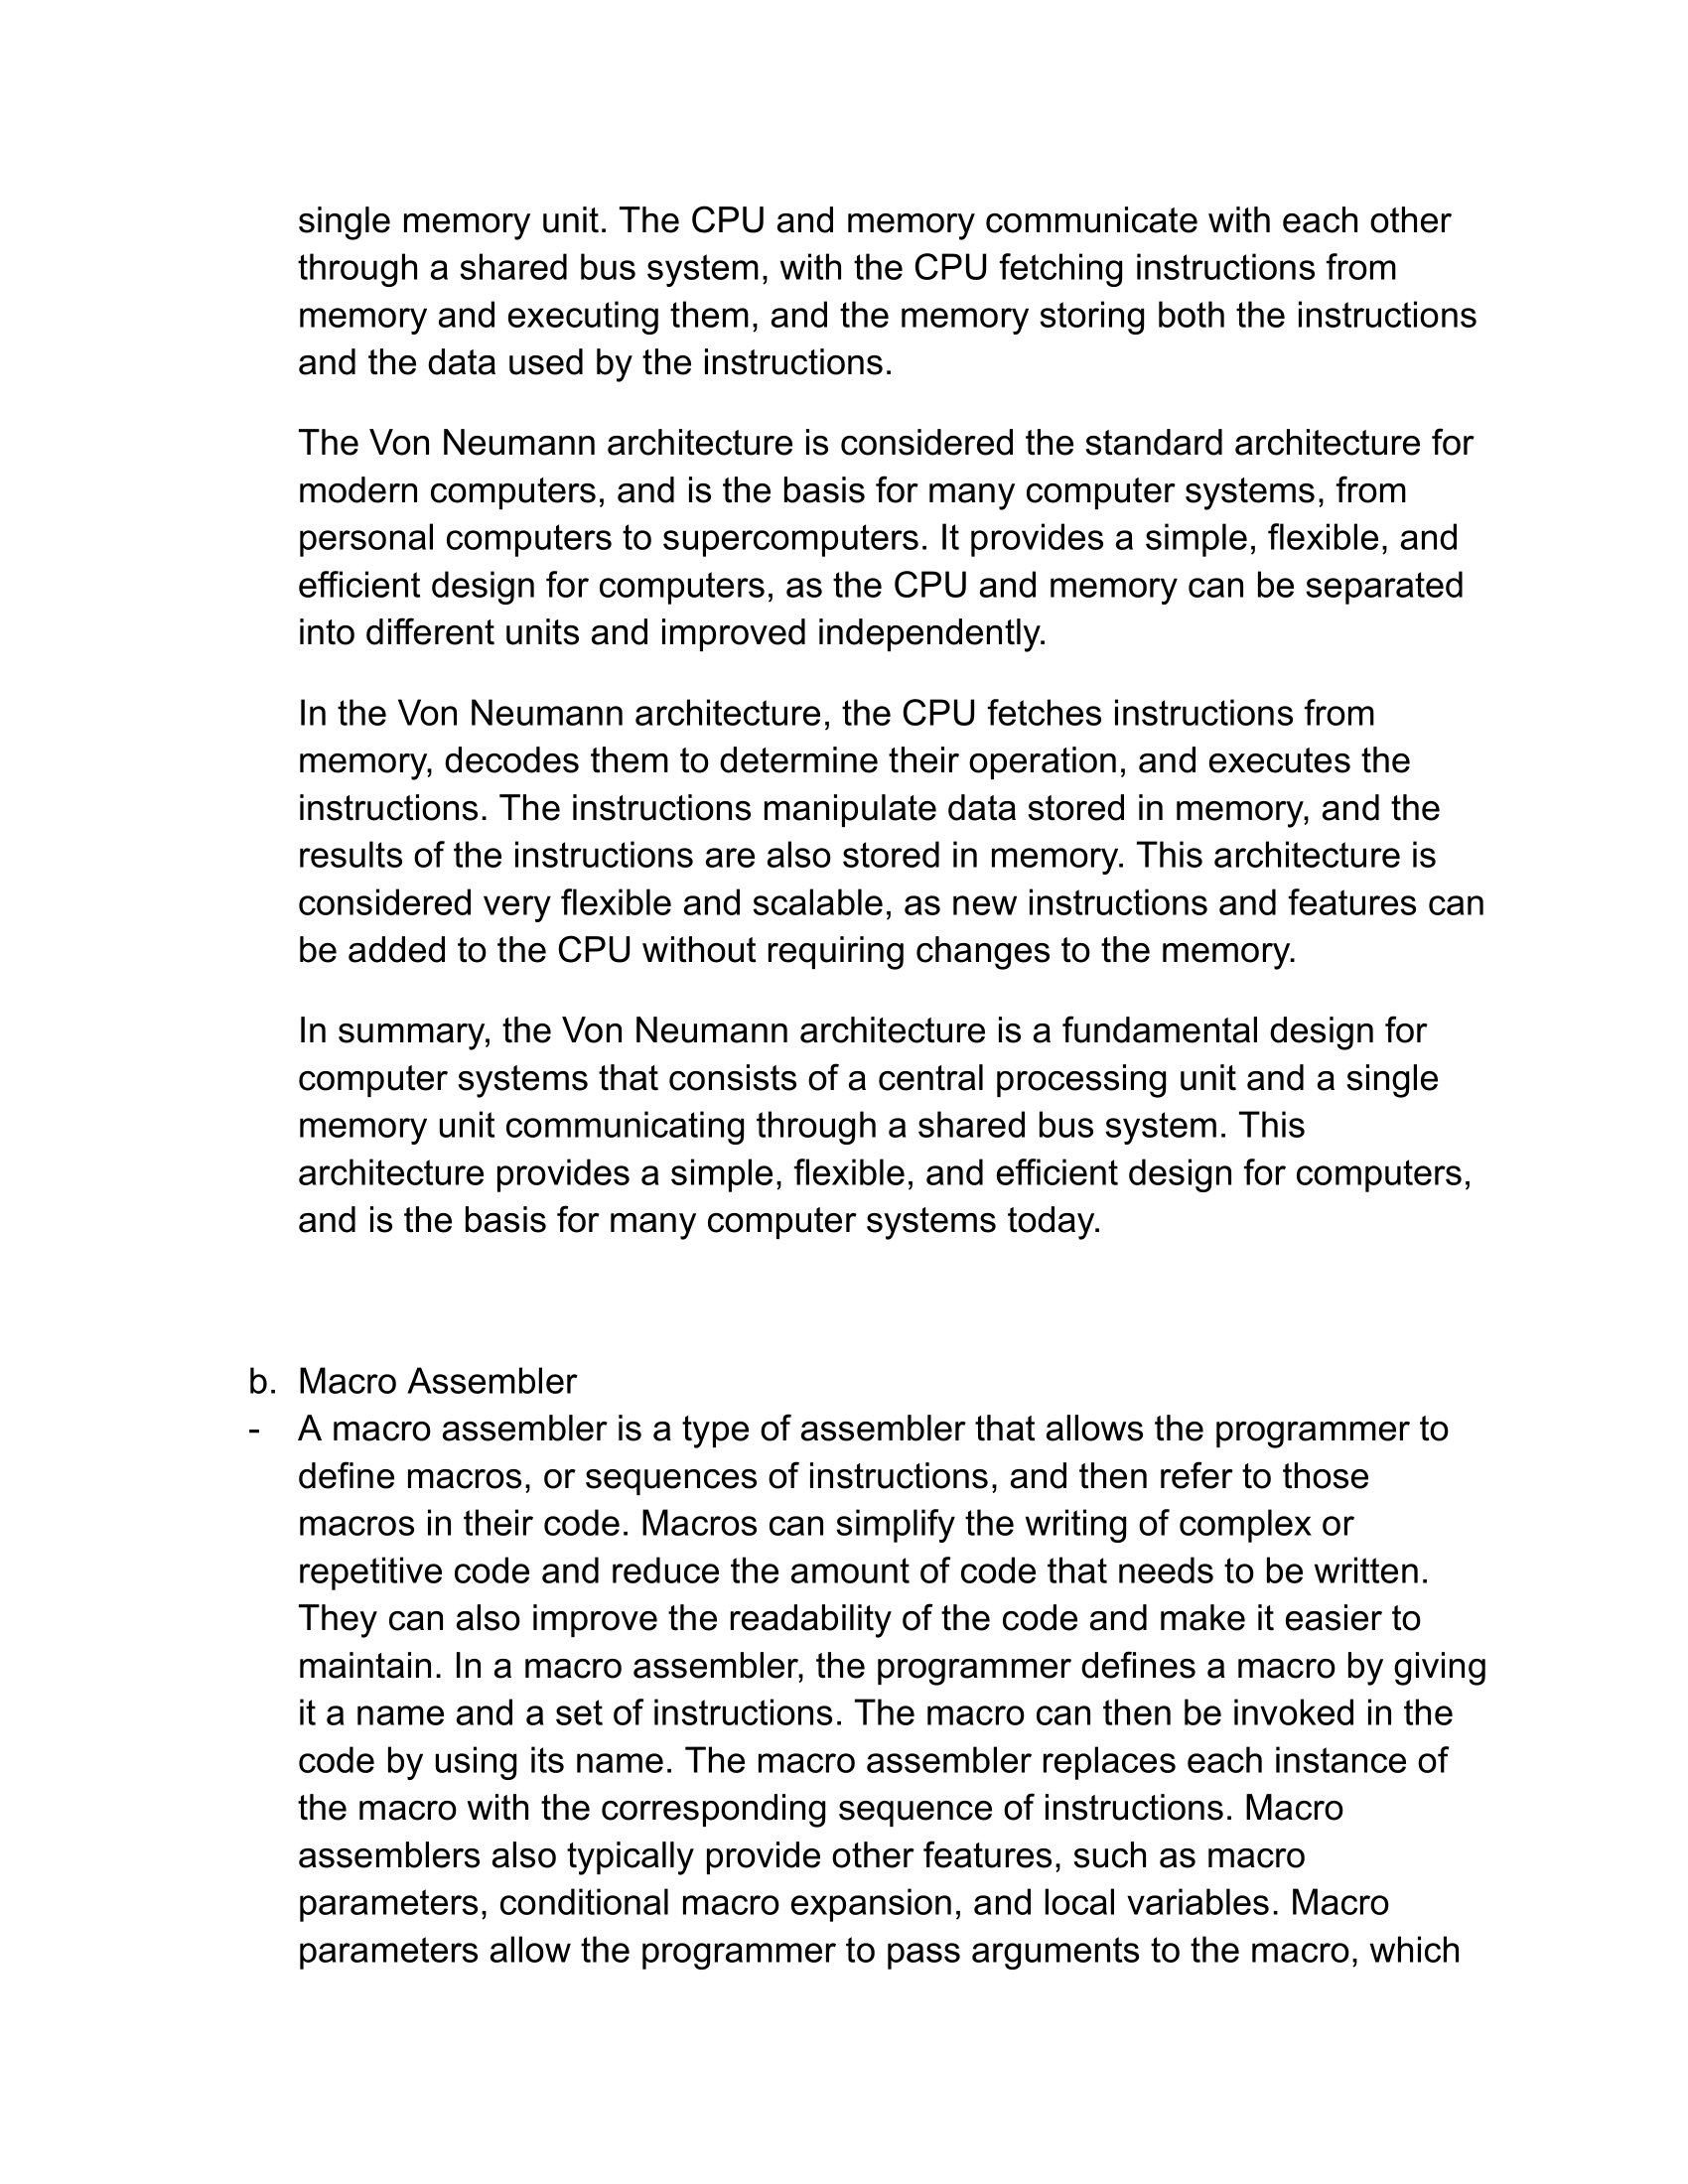 single memory unit. The CPU and memory communicate with each other
through a shared bus system, with the CPU fetching instructions from
memory and executing them, and the memory storing both the instructions
and the data used by the instructions.
The Von Neumann architecture is considered the standard architecture for
modern computers, and is the basis for many computer systems, from
personal computers to supercomputers. It provides a simple, flexible, and
efficient design for computers, as the CPU and memory can be separated
into different units and improved independently.
In the Von Neumann architecture, the CPU fetches instructions from
memory, decodes them to determine their operation, and executes the
instructions. The instructions manipulate data stored in memory, and the
results of the instructions are also stored in memory. This architecture is
considered very flexible and scalable, as new instructions and features can
be added to the CPU without requiring changes to the memory.
In summary, the Von Neumann architecture is a fundamental design for
computer systems that consists of a central processing unit and a single
memory unit communicating through a shared bus system. This
architecture provides a simple, flexible, and efficient design for computers,
and is the basis for many computer systems today.
b. Macro Assembler
- A macro assembler is a type of assembler that allows the programmer to
define macros, or sequences of instructions, and then refer to those
macros in their code. Macros can simplify the writing of complex or
repetitive code and reduce the amount of code that needs to be written.
They can also improve the readability of the code and make it easier to
maintain. In a macro assembler, the programmer defines a macro by giving
it a name and a set of instructions. The macro can then be invoked in the
code by using its name. The macro assembler replaces each instance of
the macro with the corresponding sequence of instructions. Macro
assemblers also typically provide other features, such as macro
parameters, conditional macro expansion, and local variables. Macro
parameters allow the programmer to pass arguments to the macro, which